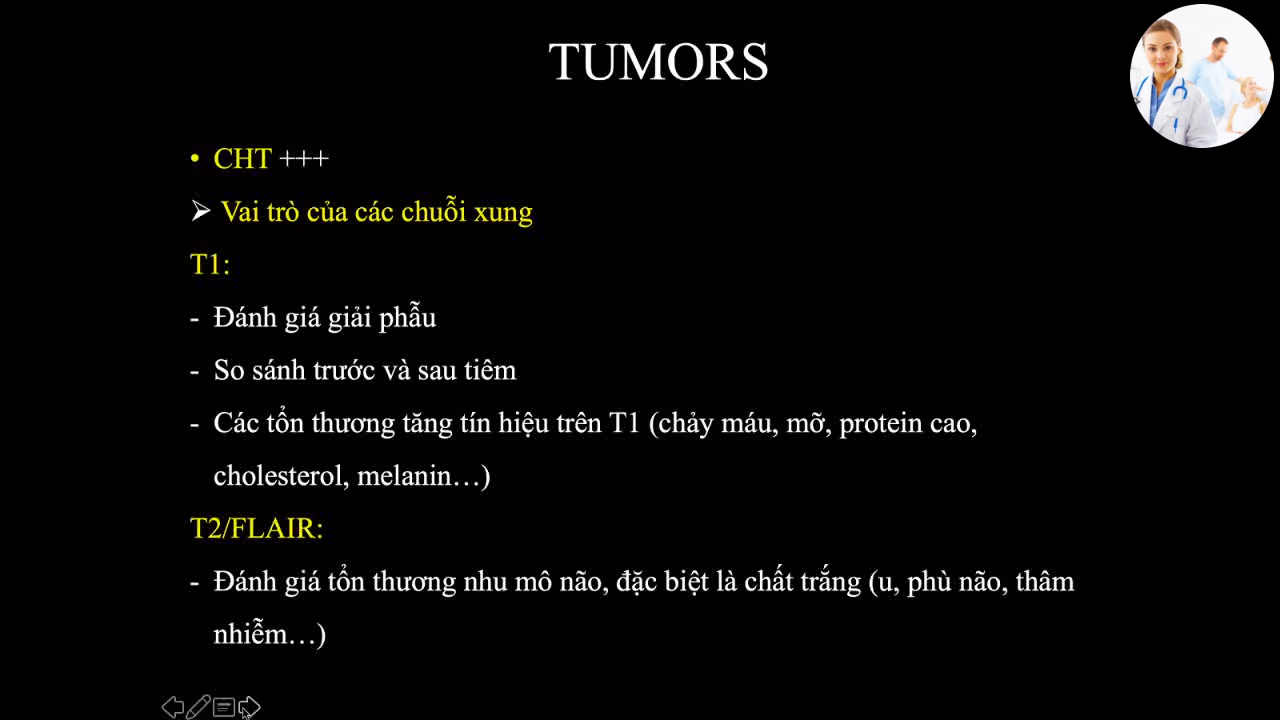 TUMORS
• CHT +++
➢ Vai trò của các chuỗi xung
T1:
- Đánh giá giải phẫu
- So sánh trước và sau tiêm
- Các tổn thương tăng tín hiệu trên T1 (chảy máu, mỡ, protein cao,
cholesterol, melanin…)
T2/FLAIR:
- Đánh giá tổn thương nhu mô não, đặc biệt là chất trắng (u, phù não, thâm
nhiễm…)